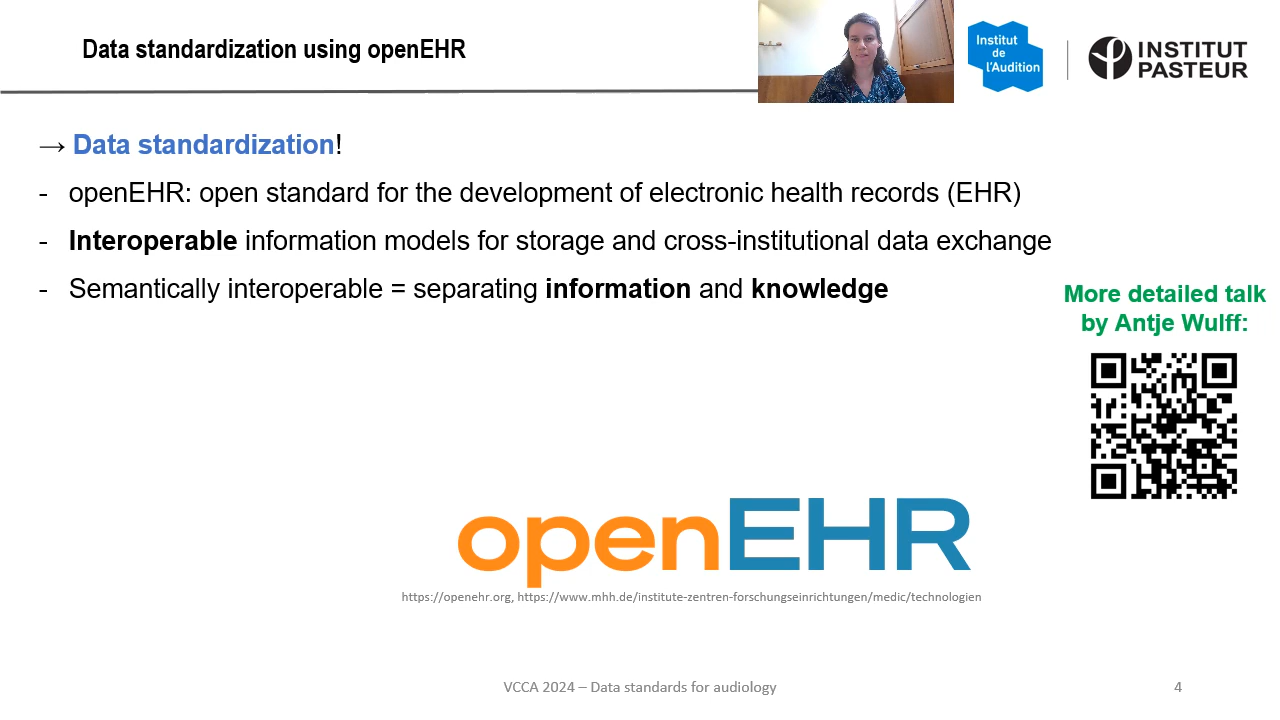 Data standardization using openEHR
Institut
de
l'Audition
INSTITUT
PASTEUR
→ Data standardization!
- openEHR: open standard for the development of electronic health records (EHR)
- Interoperable information models for storage and cross-institutional data exchange
- Semantically interoperable = separating information and knowledge
More detailed talk
by Antje Wulff:
openEHR
https://openehr.org, https://www.mhh.de/institute-zentren-forschungseinrichtungen/medic/technologien
VCCA 2024 – Data standards for audiology
4